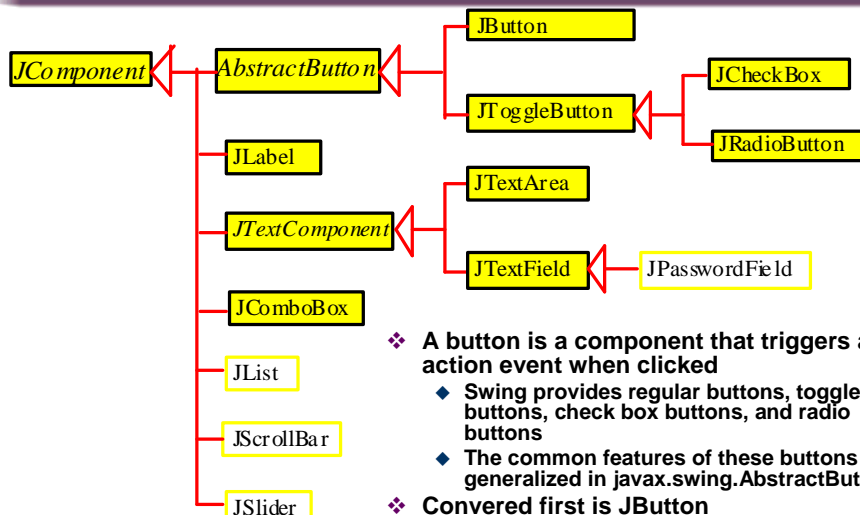 JButton
JComponent
AbstractButton
JCheckBox
JToggleButton
JRadioButton
JLabel
JTextArea
JTextComponent
JTextField
JPasswordField
JComboBox
JList
JScrollBar
JSlider
❖ A button is a component that triggers a
action event when clicked
◆ Swing provides regular buttons, toggle
buttons, check box buttons, and radio
buttons
◆ The common features of these buttons
generalized in javax.swing.AbstractBut
❖ Convered first is JButton